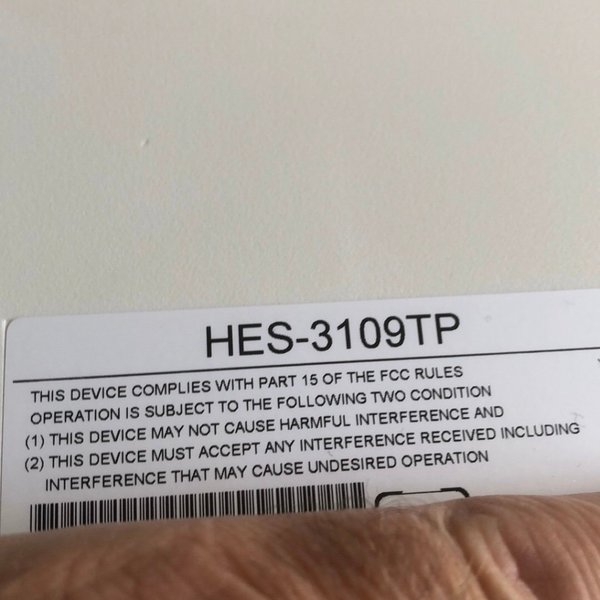 HES-3109TP
THIS DEVICE COMPLIES WITH PART 15 OF THE FCC RULES
OPERATION IS SUBJECT TO THE FOLLOWING TWO CONDITION
(1) THIS DEVICE MAY NOT CAUSE HARMFUL INTERFERENCE AND
(2) THIS DEVICE MUST ACCEPT ANY INTERFERENCE RECEIVED INCLUDING
INTERFERENCE THAT MAY CAUSE UNDESIRED OPERATION